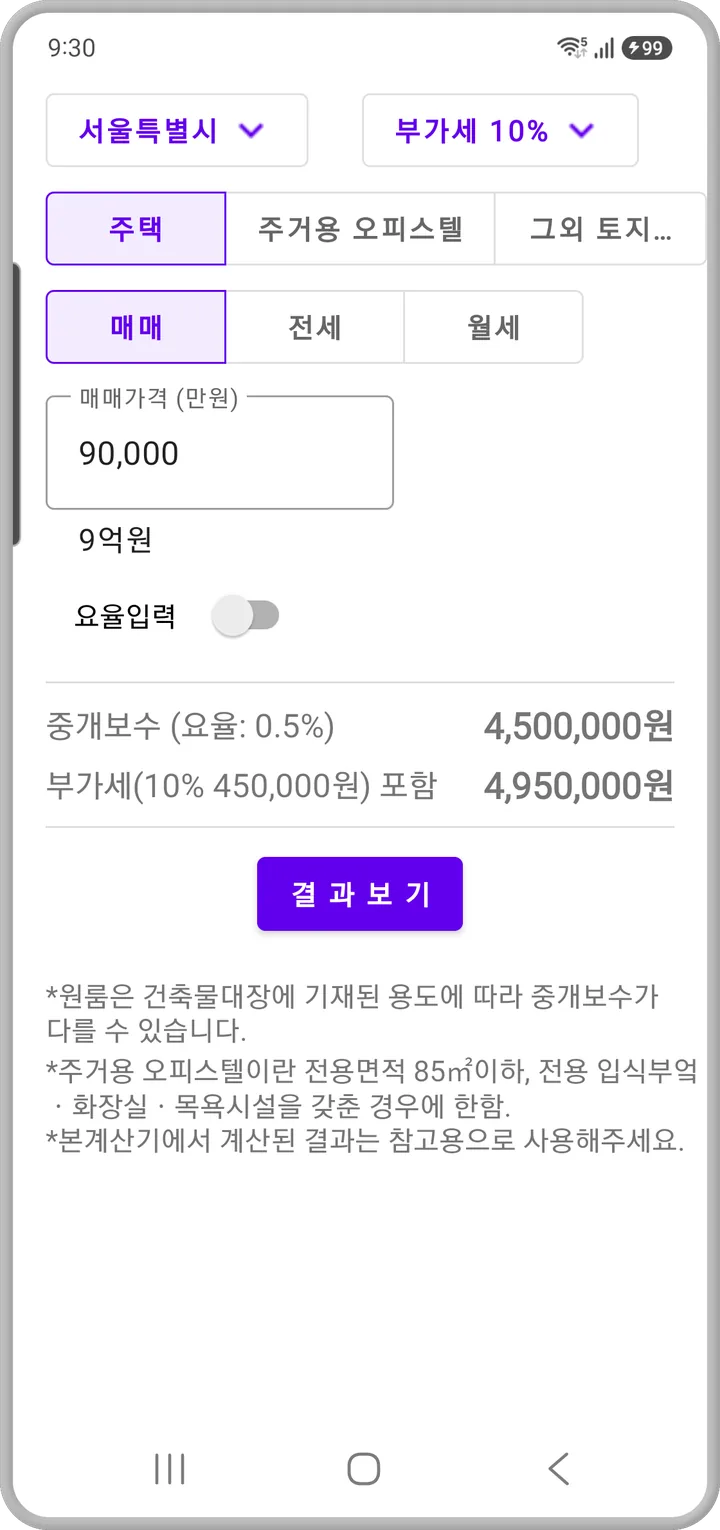 9:30
5
99
서울특별시
부가세 10%
주택
주거용 오피스텔
그외 토지...
매매
전세
월세
매매가격 (만원)
90,000
9억원
요율입력
중개보수 (요율: 0.5%)
4,500,000원
부가세(10% 450,000원) 포함
4,950,000원
결과보기
*원룸은 건축물대장에 기재된 용도에 따라 중개보수가
다를 수 있습니다.
*주거용 오피스텔이란 전용면적 85㎡이하, 전용 입식부엌
· 화장실 · 목욕시설을 갖춘 경우에 한함.
*본계산기에서 계산된 결과는 참고용으로 사용해주세요.